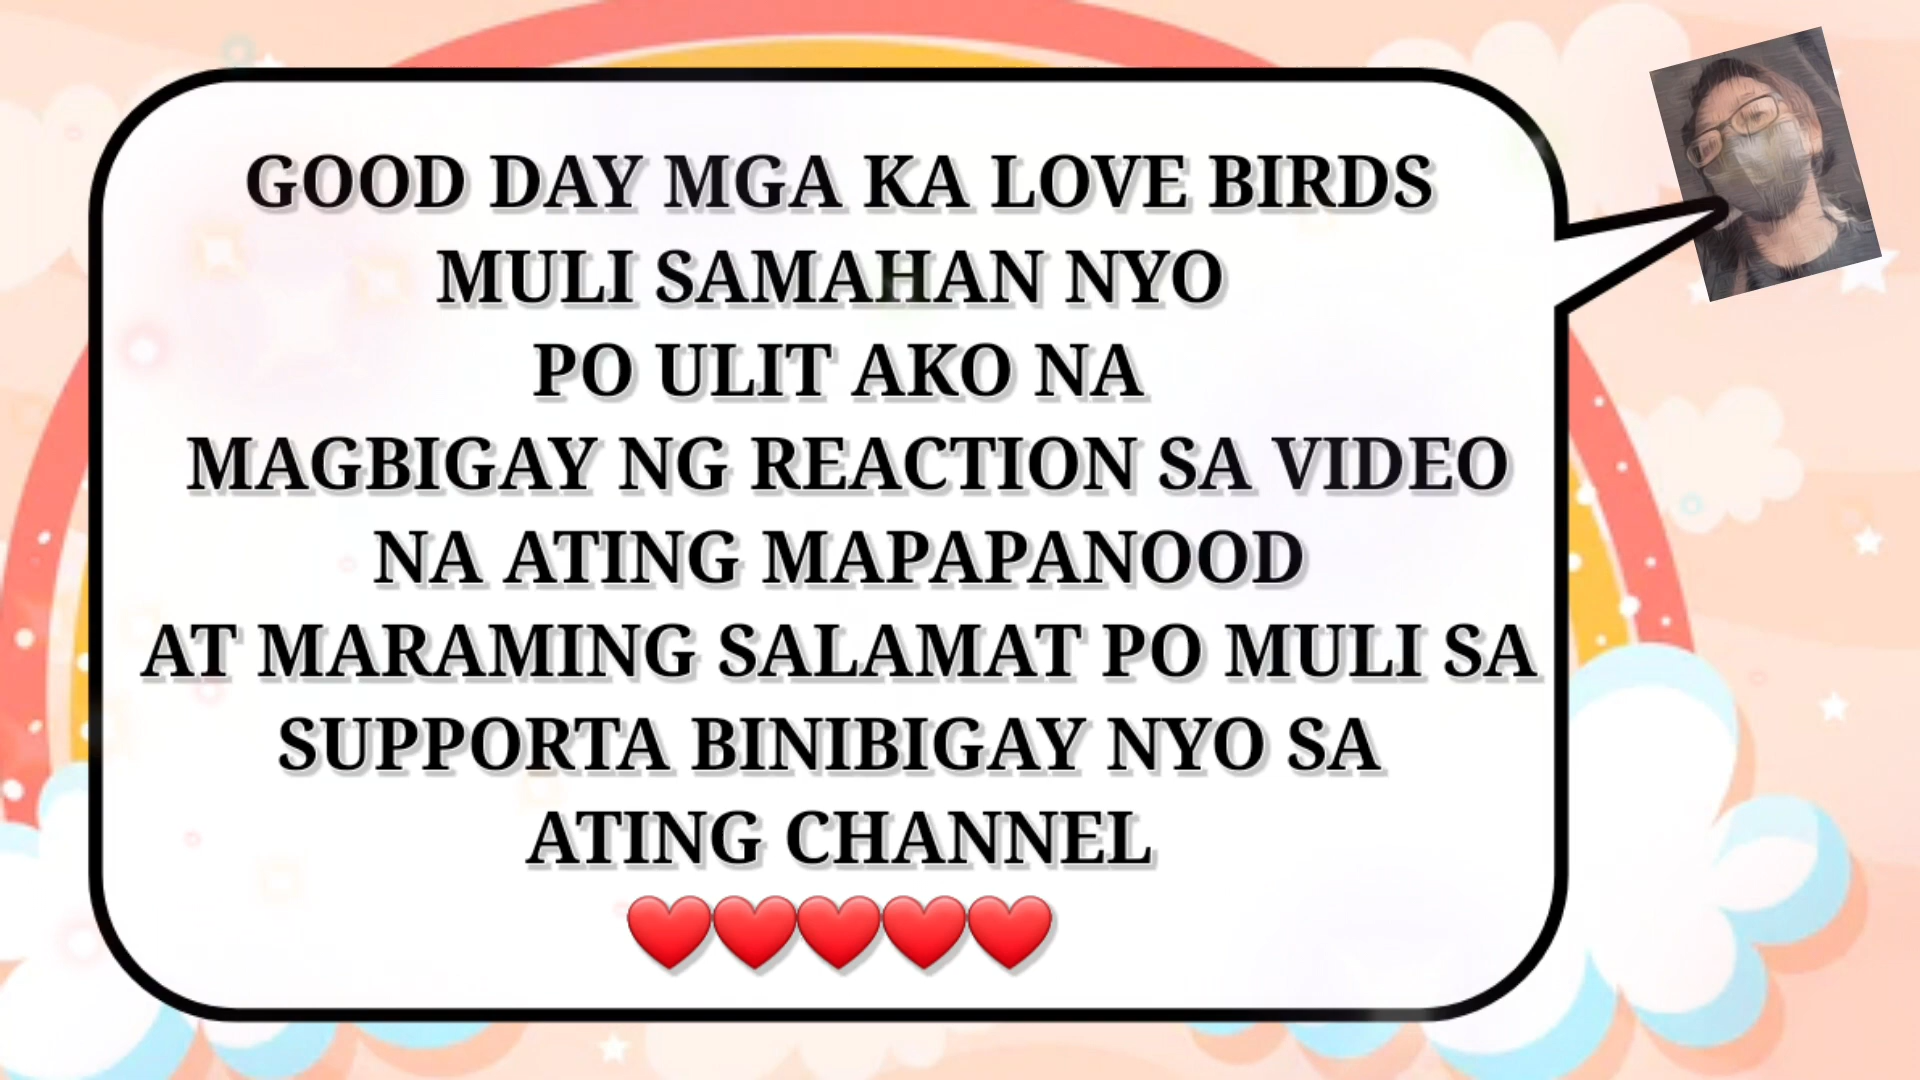 GOOD DAY MGA KA LOVE BIRDS
MULI SAMAHAN NYO
PO ULIT AKO NA
MAGBIGAY NG REACTION SA VIDEO
NA ATING MAPAPANOOD
AT MARAMING SALAMAT PO MULI SA
SUPPORTA BINIBIGAY NYO SA
ATING CHANNEL
❤️❤️❤️❤️❤️